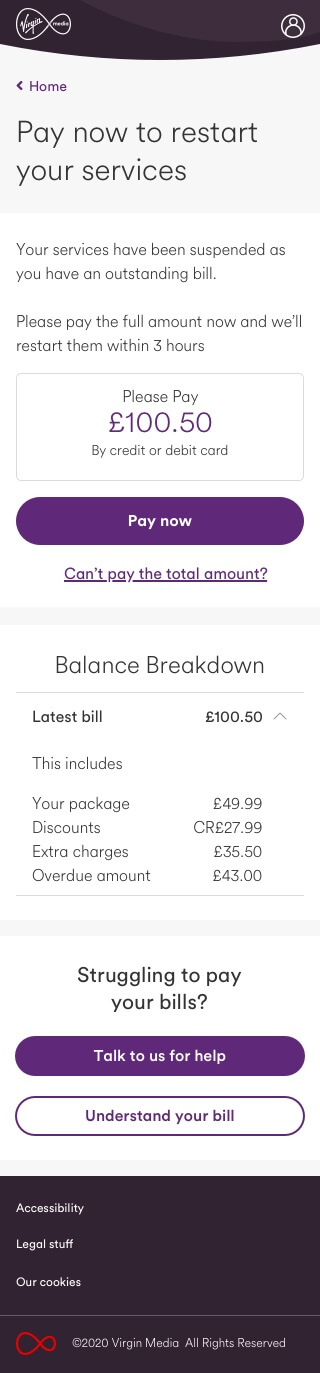 Virgin media
Home
Pay now to restart
your services
Your services have been suspended as
you have an outstanding bill.
Please pay the full amount now and we’ll
restart them within 3 hours
Please Pay
£100.50
By credit or debit card
Pay now
Can’t pay the total amount?
Balance Breakdown
Latest bill £100.50
This includes
Your package £49.99
Discounts CR£27.99
Extra charges £35.50
Overdue amount £43.00
Struggling to pay
your bills?
Talk to us for help
Understand your bill
Accessibility
Legal stuff
Our cookies
©2020 Virgin Media All Rights Reserved